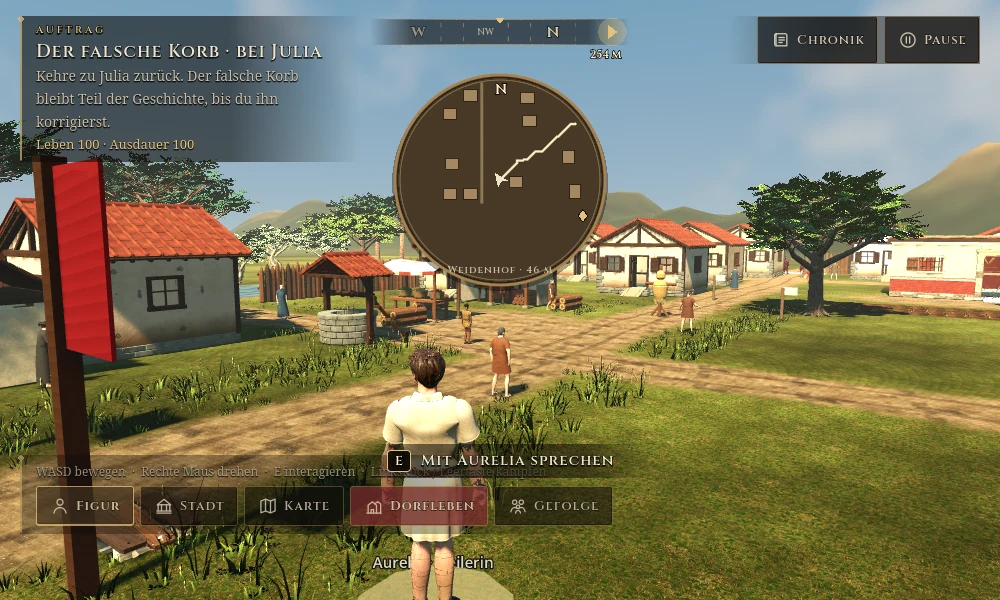 AUFTRAG
DER FALSCHE KORB · BEI JULIA
Kehre zu Julia zurück. Der falsche Korb
bleibt Teil der Geschichte, bis du ihn
korrigierst.
Leben 100 · Ausdauer 100
W NW N
254 M
CHRONIK
PAUSE
N
WEIDENHOF · 46 M
E MIT AURELIA SPRECHEN
WASD bewegen · Rechte Maus drehen · E interagieren
FIGUR
STADT
KARTE
DORFLEBEN
GEFOLGE